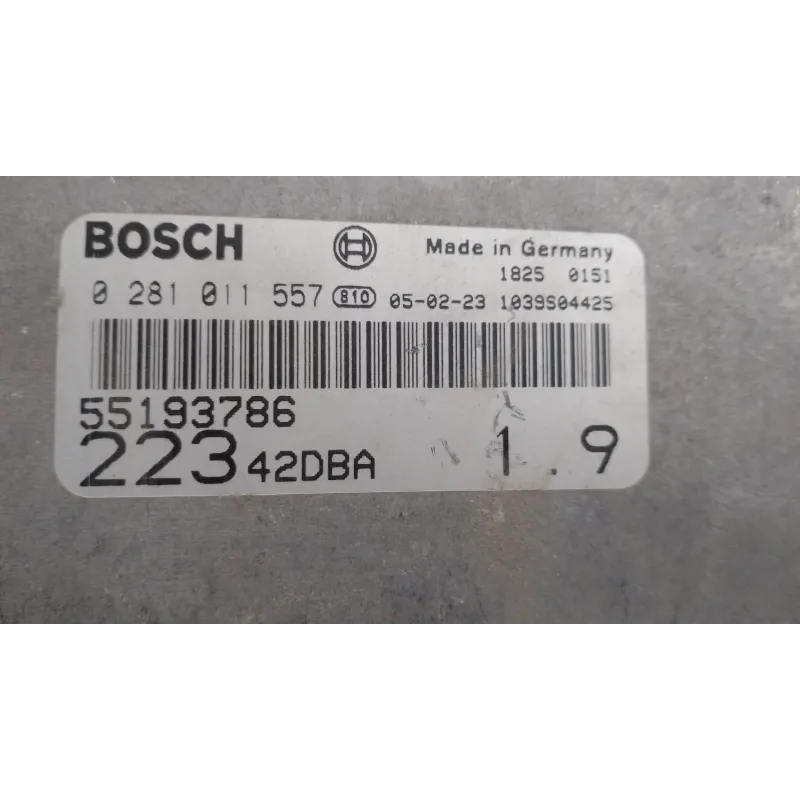 BOSCH Made in Germany
1825 0151
0 281 011 557 810 05-02-23 1039S04425
55193786
223 42DBA 1.9